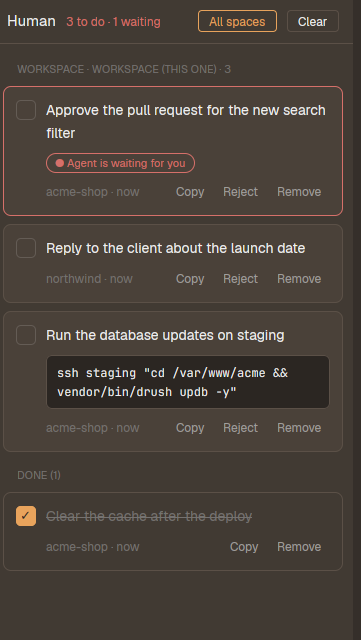 Human 3 to do · 1 waiting All spaces Clear
WORKSPACE · WORKSPACE (THIS ONE) · 3
Approve the pull request for the new search
filter
Agent is waiting for you
acme-shop · now Copy Reject Remove
Reply to the client about the launch date
northwind · now Copy Reject Remove
Run the database updates on staging
ssh staging "cd /var/www/acme &&
vendor/bin/drush updb -y"
acme-shop · now Copy Reject Remove
DONE (1)
Clear the cache after the deploy
acme-shop · now Copy Remove